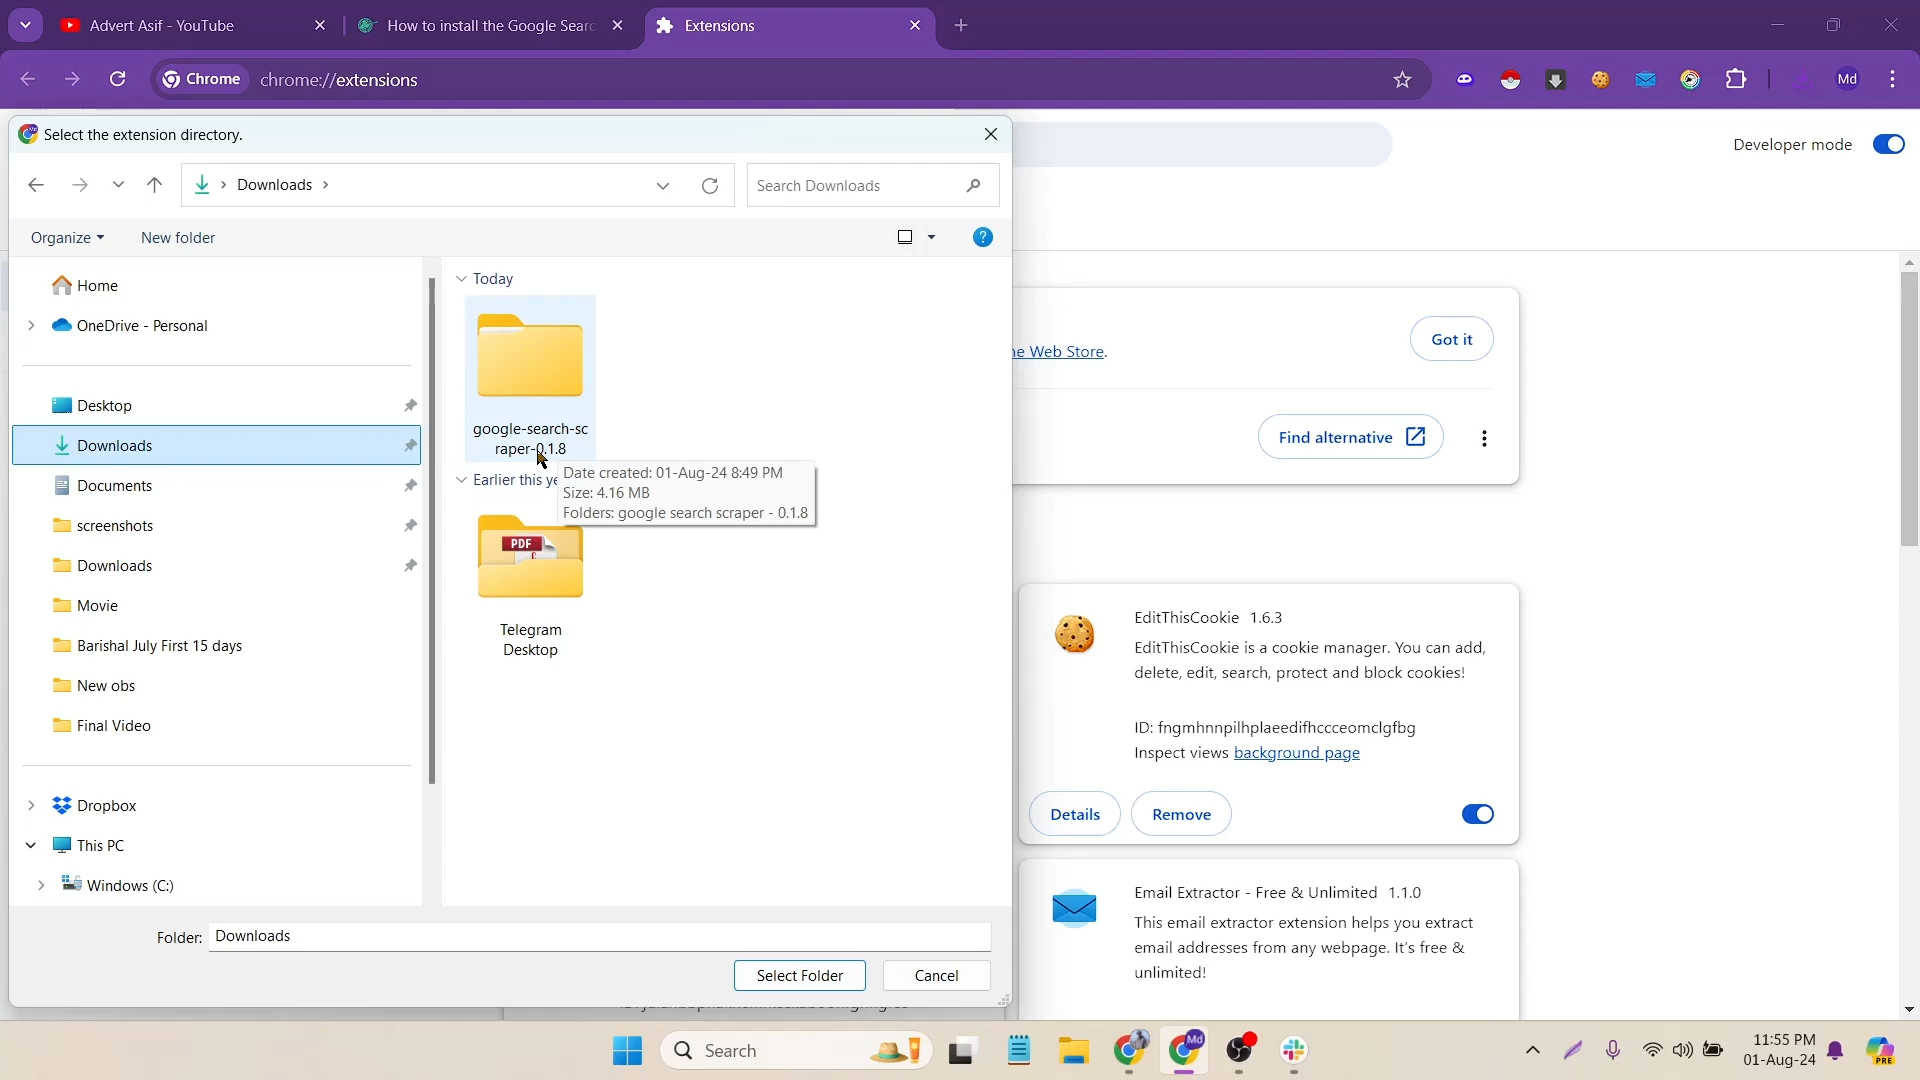 Advert Asif - YouTube
How to install the Google Searc
Extensions
Chrome
chrome://extensions
Md
Select the extension directory.
Downloads
Search Downloads
Developer mode
Organize
New folder
Home
OneDrive - Personal
Desktop
Downloads
Documents
screenshots
Downloads
Movie
Barishal July First 15 days
New obs
Final Video
Dropbox
This PC
Windows (C:)
Today
google-search-sc
raper-0.1.8
Earlier this ye
Date created: 01-Aug-24 8:49 PM
Size: 4.16 MB
Folders: google search scraper - 0.1.8
PDF
Telegram
Desktop
Folder:
Downloads
Select Folder
Cancel
he Web Store.
Got it
Find alternative
EditThisCookie 1.6.3
EditThisCookie is a cookie manager. You can add,
delete, edit, search, protect and block cookies!
ID: fngmhnnpilhplaeedifhccceomclgfbg
Inspect views background page
Details
Remove
Email Extractor - Free & Unlimited 1.1.0
This email extractor extension helps you extract
email addresses from any webpage. It's free &
unlimited!
Search
Md
11:55 PM
01-Aug-24
PRE